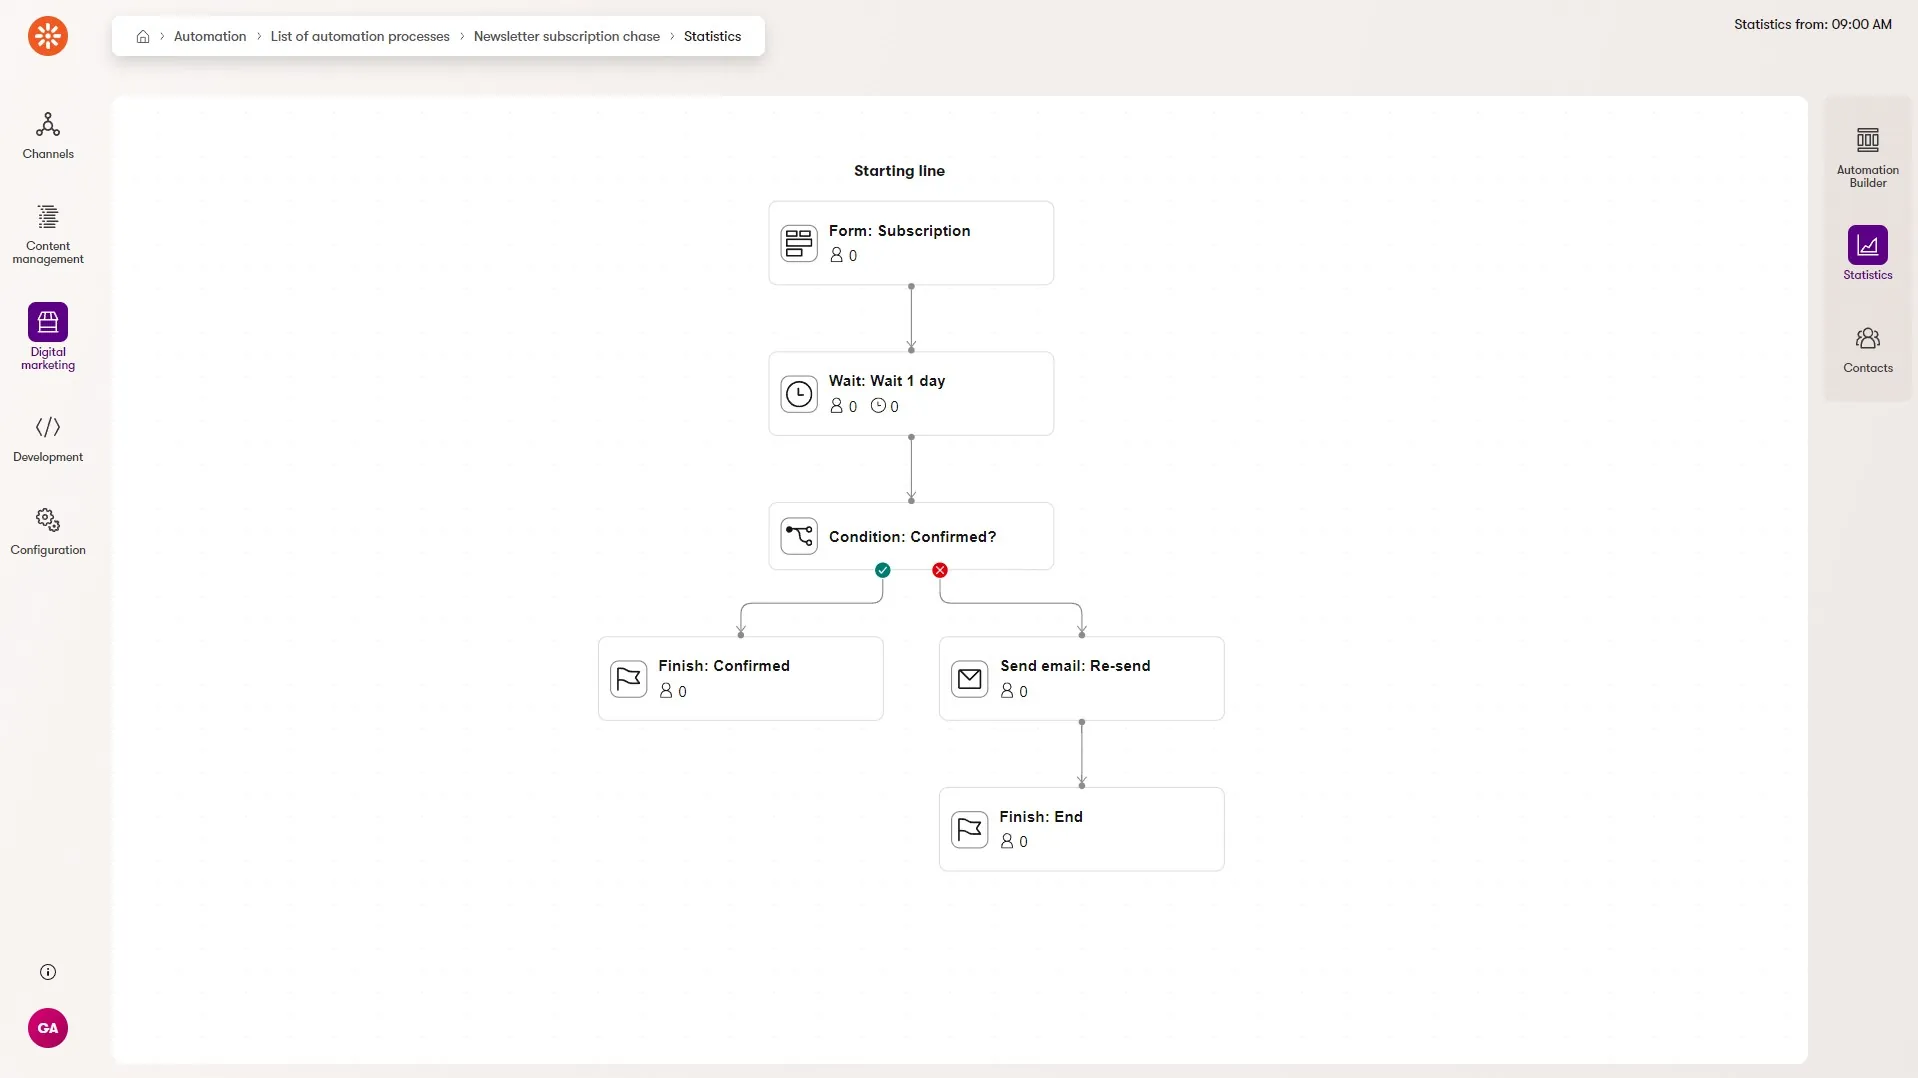 Automation > List of automation processes > Newsletter subscription chase > Statistics
Statistics from: 09:00 AM
Channels
Content
management
Digital
marketing
Development
Configuration
GA
Starting line
Form: Subscription
0
Wait: Wait 1 day
0 0
Condition: Confirmed?
Finish: Confirmed
0
Send email: Re-send
0
Finish: End
0
Automation
Builder
Statistics
Contacts